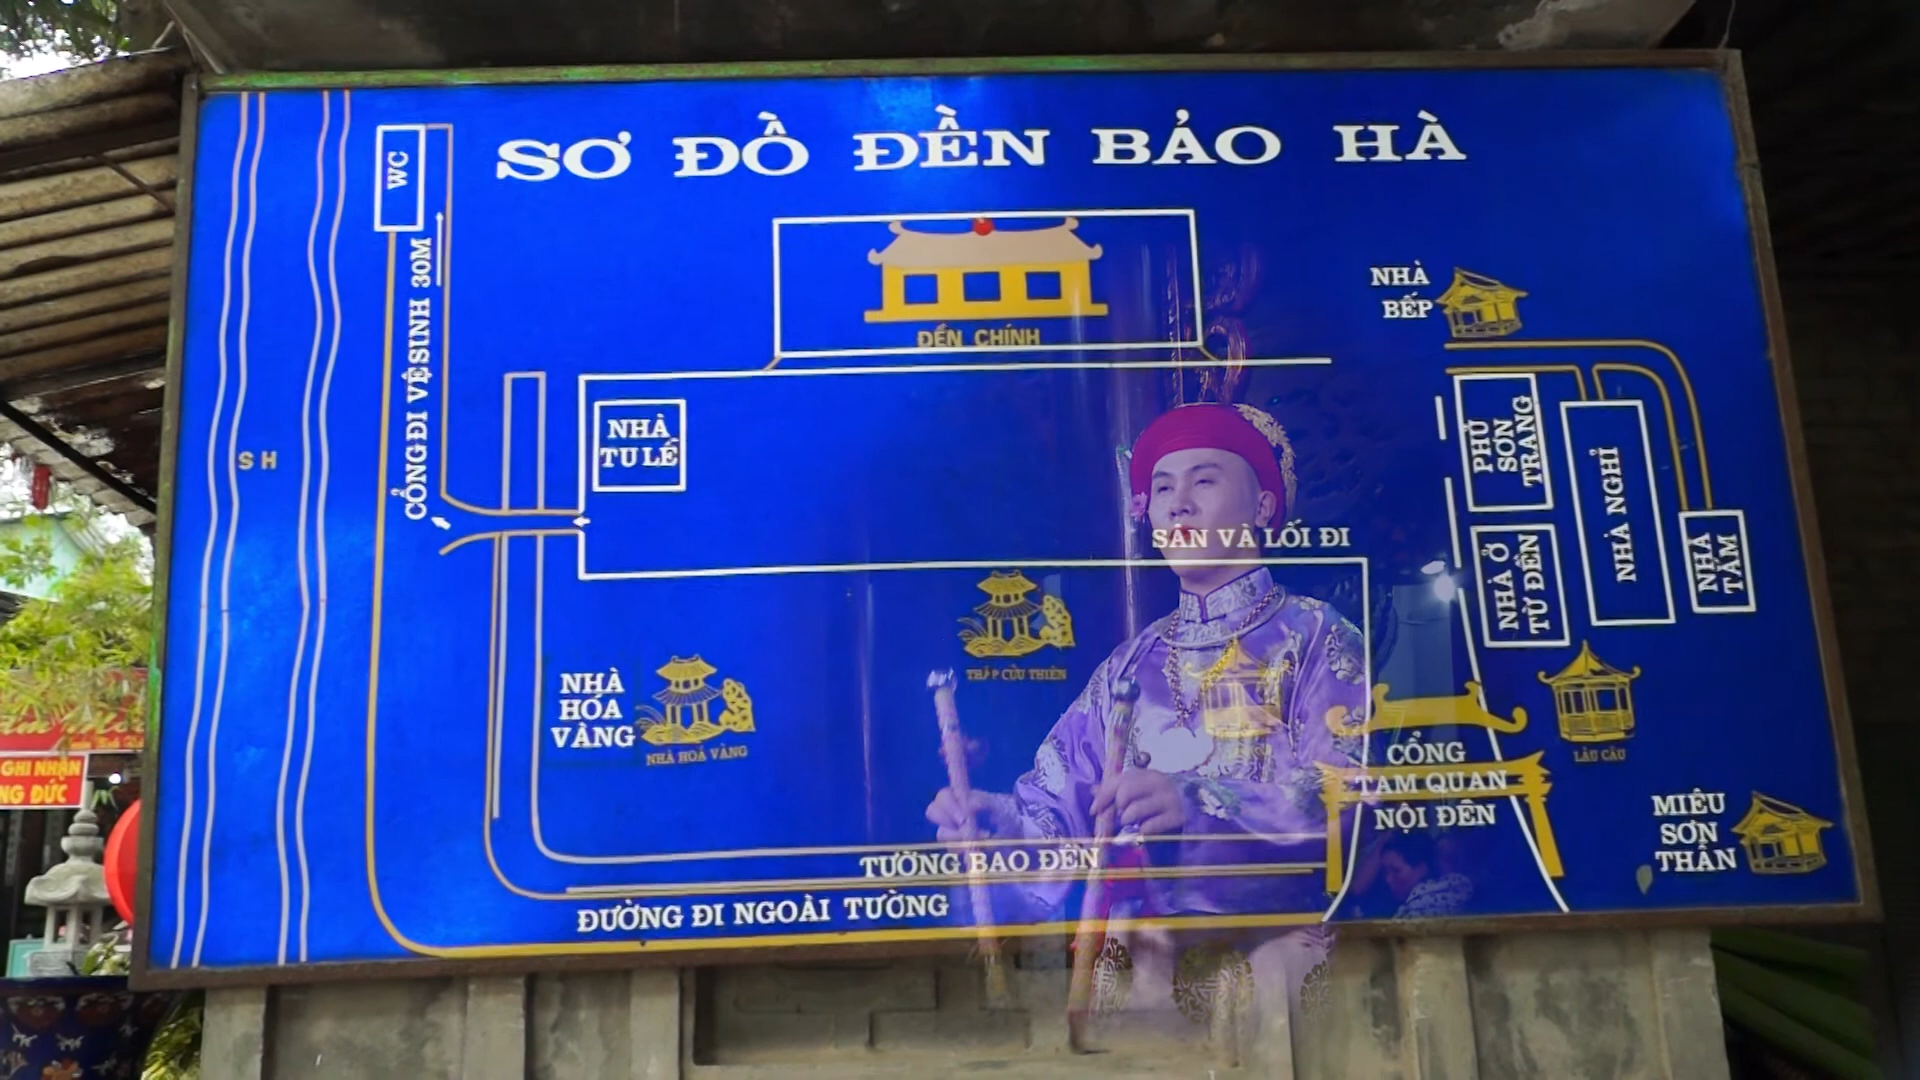 SƠ ĐỒ ĐỀN BẢO HÀ
WC
CỔNG ĐI VỆ SINH 30M
ĐỀN CHÍNH
NHÀ
BẾP
SH
NHÀ
TU LẾ
PHỦ
SƠN
TRANG
NHÀ NGHỈ
NHÀ
TẮM
NHÀ Ở
TỪ ĐỀN
SÂN VÀ LỐI ĐI
THÁP CỬU THIÊN
NHÀ
HÓA
VÀNG
NHÀ HOÁ VÀNG
LẦU CẬU
CỔNG
TAM QUAN
NỘI ĐỀN
MIẾU
SƠN
THẦN
TƯỜNG BAO ĐỀN
ĐƯỜNG ĐI NGOÀI TƯỜNG
GHI NHẬN
NG ĐỨC